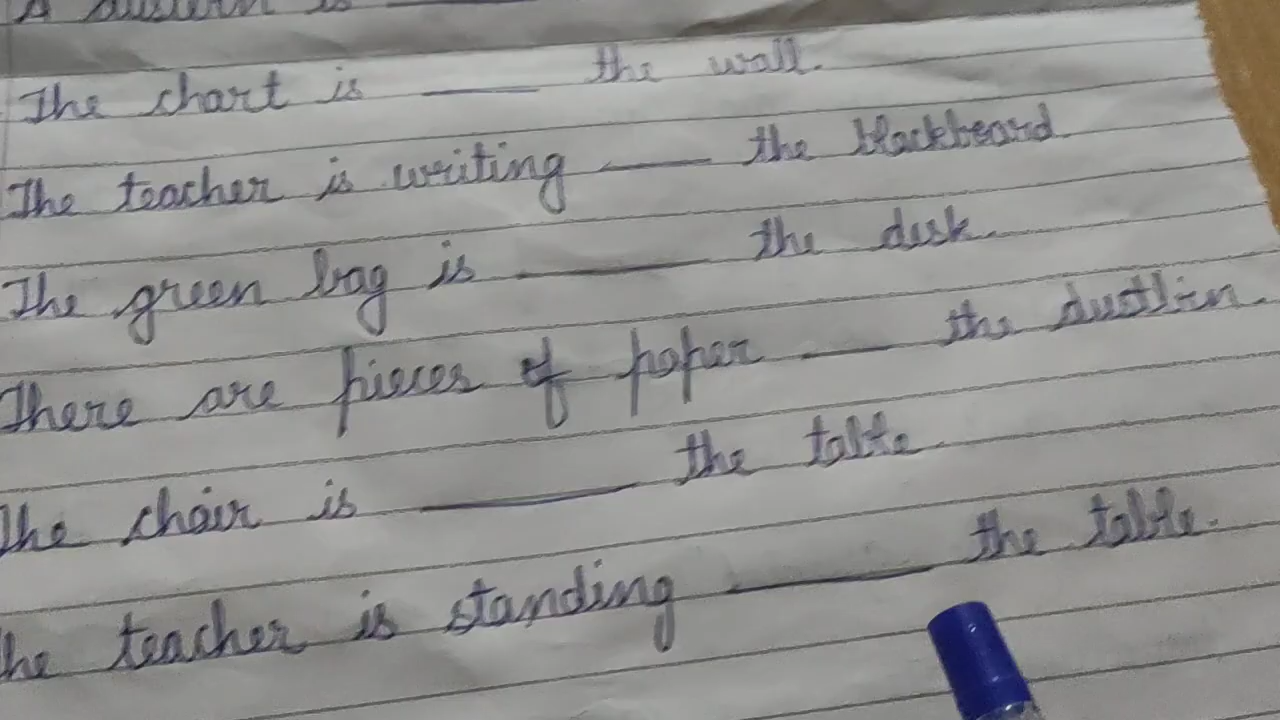 The chart is ____ the wall.
The teacher is writing ____ the blackboard.
The green bag is ____ the desk.
There are pieces of paper ____ the dustbin.
The chair is ____ the table.
he teacher is standing ____ the table.